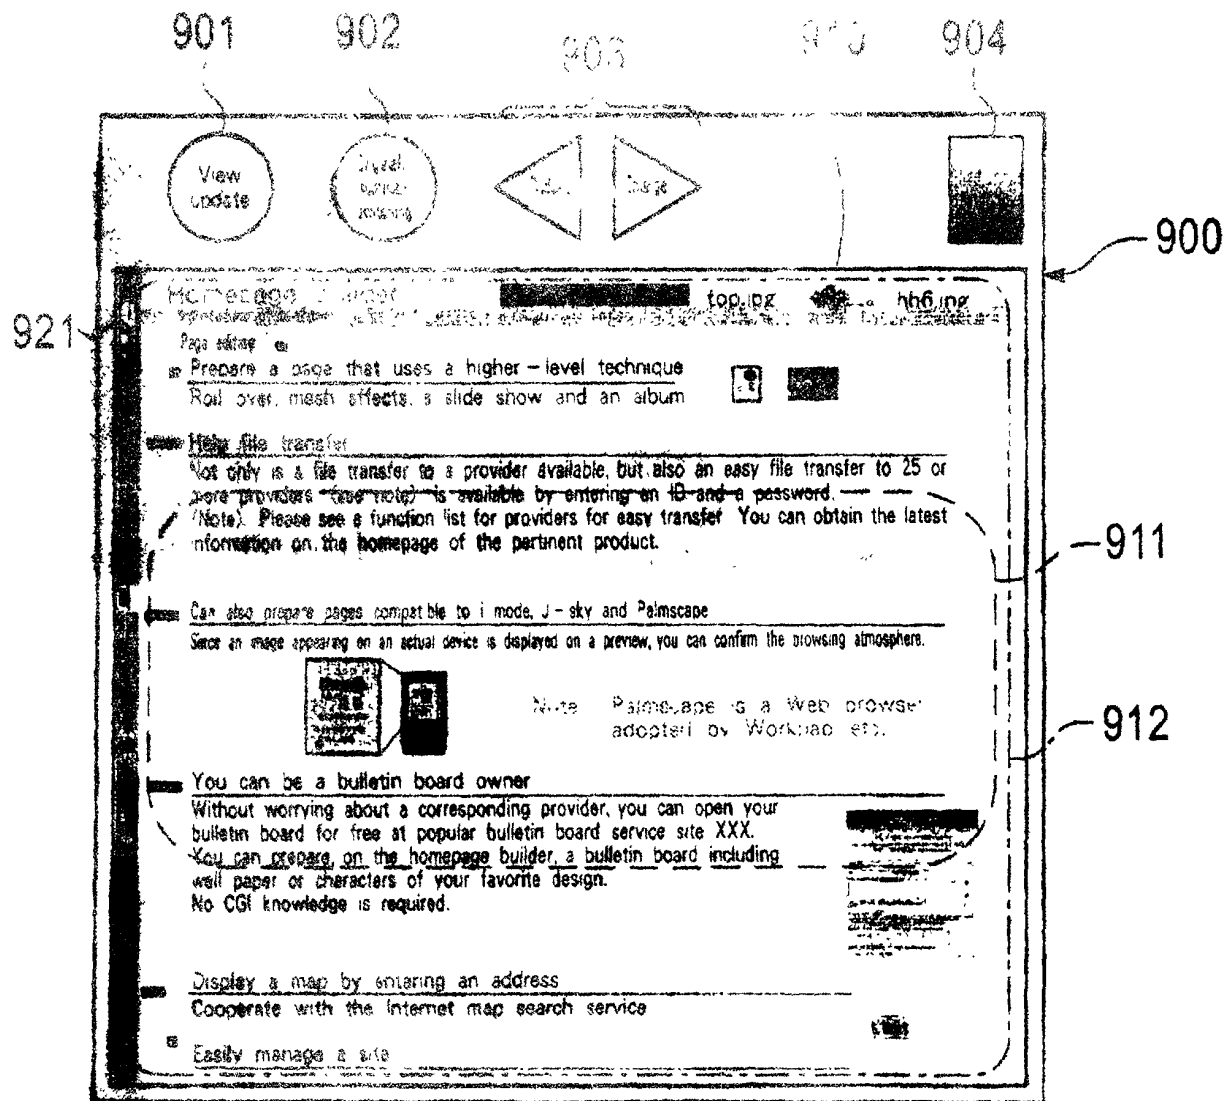 901
902
904
View
update
900
top.jpg
hb6.jpg
921
Page editing
Prepare a page that uses a higher-level technique
Roll over, mesh effects, a slide show and an album
Help file transfer
Not only is a file transfer to a provider available, but also an easy file transfer to 25 or
more providers (see note) is available by entering an ID and a password.
(Note). Please see a function list for providers for easy transfer. You can obtain the latest
information on the homepage of the pertinent product.
911
Can also prepare pages compatible to i mode, J-sky and Palmscape
Since an image appearing on an actual device is displayed on a preview, you can confirm the browsing atmosphere.
Note Palmscape is a Web browser
adopted by Workpad etc.
912
You can be a bulletin board owner
Without worrying about a corresponding provider, you can open your
bulletin board for free at popular bulletin board service site XXX.
You can prepare, on the homepage builder, a bulletin board including
wall paper or characters of your favorite design.
No CGI knowledge is required.
Display a map by entering an address
Cooperate with the Internet map search service
Easily manage a site